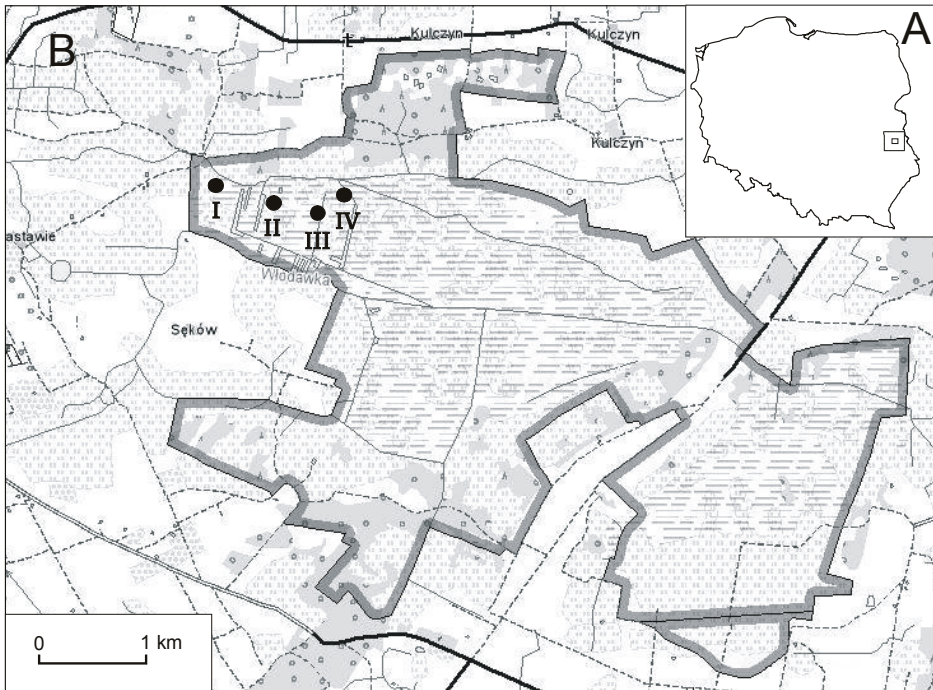 B
A
Kulczyn
Kulczyn
Kulczyn
I
II
III
IV
astawie
Włodawka
Sęków
0 1 km